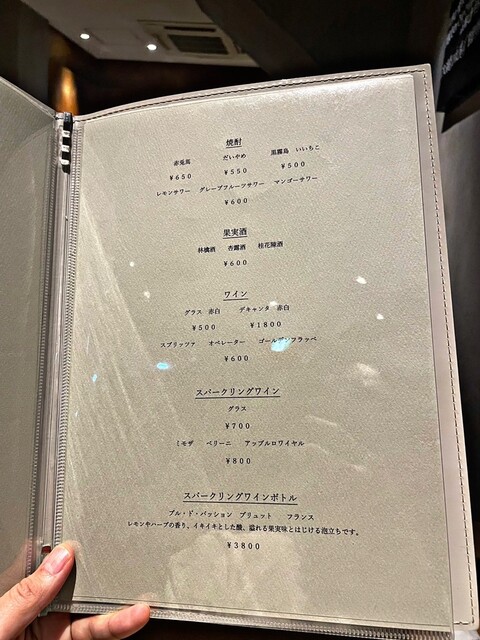 焼酎
赤兎馬 だいやめ 黒霧島 いいちこ
¥650 ¥550 ¥500
レモンサワー グレープフルーツサワー マンゴーサワー
¥600
果実酒
林檎酒 杏露酒 桂花陳酒
¥600
ワイン
グラス 赤白 デキャンタ 赤白
¥500 ¥1800
スプリッツァ オペレーター ゴールデンフラッペ
¥600
スパークリングワイン
グラス
¥700
ミモザ ベリーニ アップルロワイヤル
¥800
スパークリングワインボトル
ブル・ド・パッション ブリュット フランス
レモンやハーブの香り。イキイキとした酸、溢れる果実味とはじける泡立ちです。
¥3800